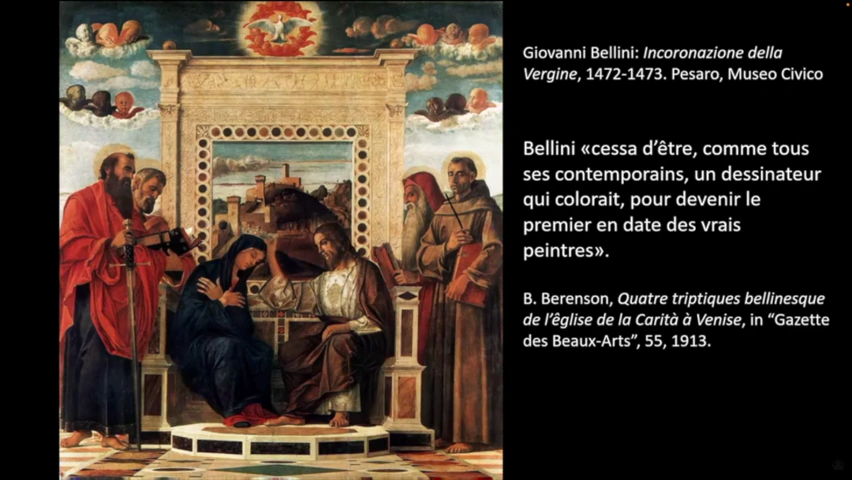 Giovanni Bellini: Incoronazione della
Vergine, 1472-1473. Pesaro, Museo Civico
Bellini «cessa d’être, comme tous
ses contemporains, un dessinateur
qui colorait, pour devenir le
premier en date des vrais
peintres».
B. Berenson, Quatre triptiques bellinesque
de l’êglise de la Carità à Venise, in “Gazette
des Beaux-Arts”, 55, 1913.